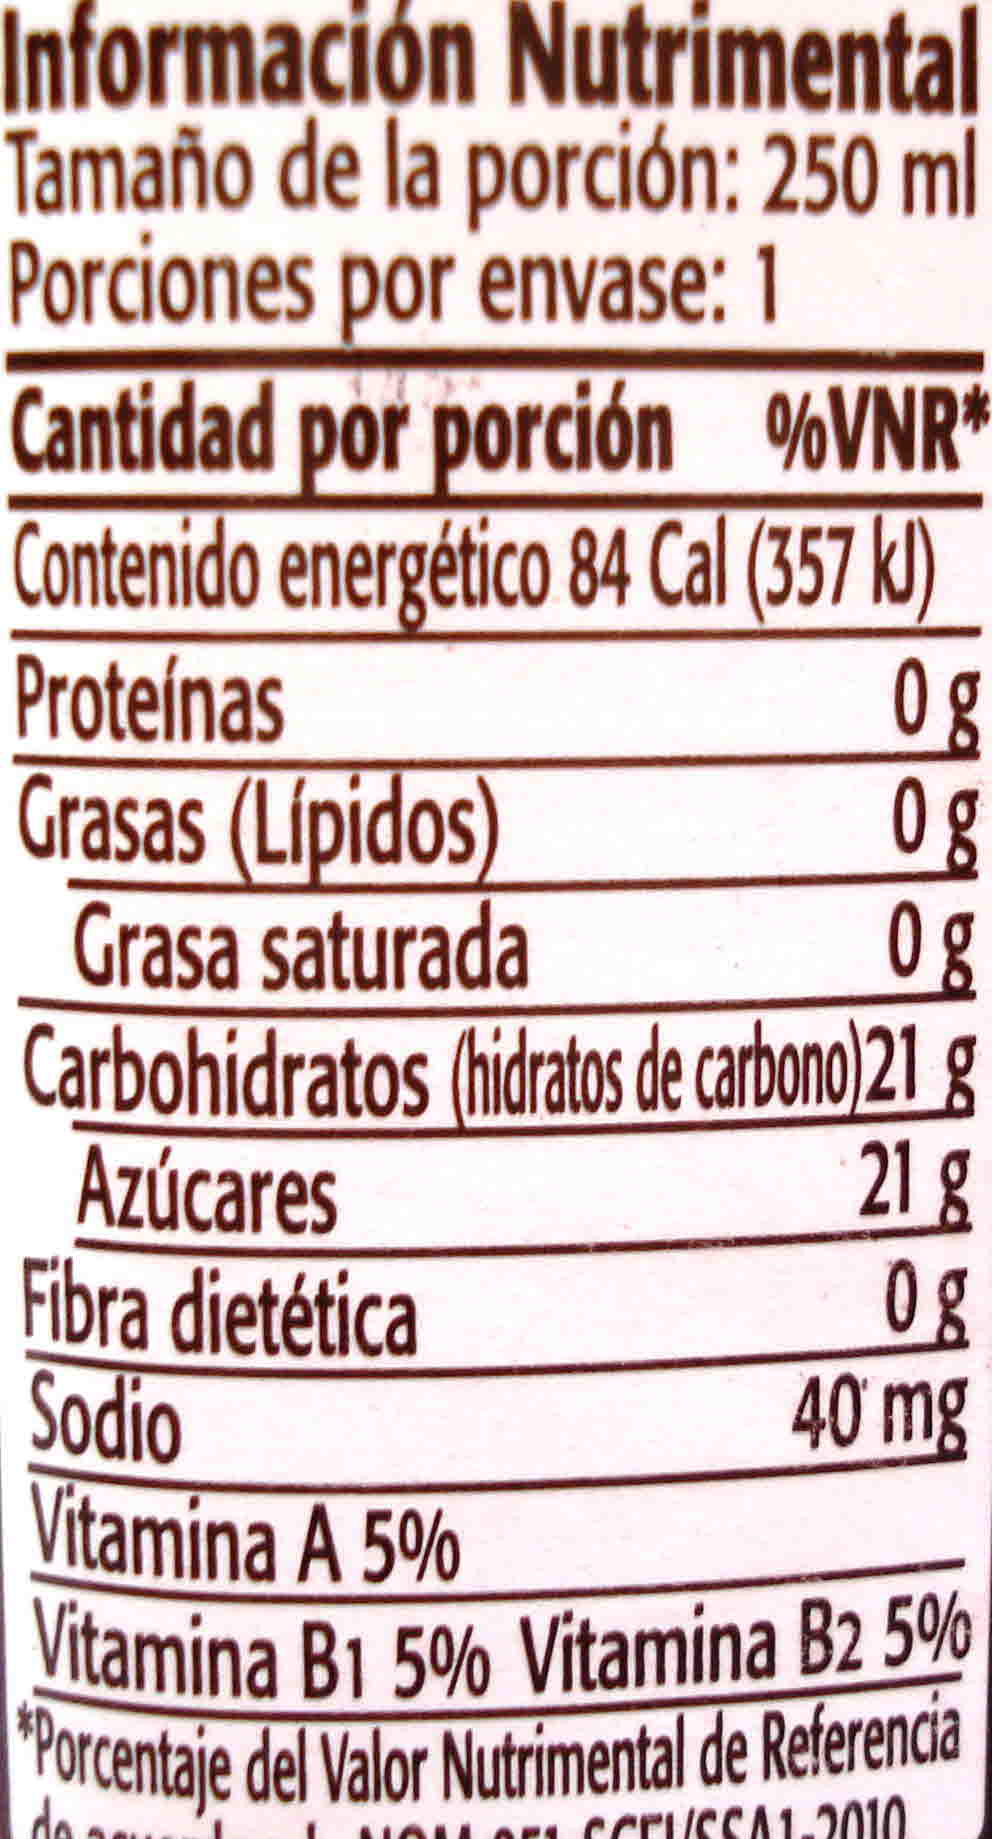 Información Nutrimental
Tamaño de la porción: 250 ml
Porciones por envase: 1
Cantidad por porción %VNR*
Contenido energético 84 Cal (357 kJ)
Proteínas 0 g
Grasas (Lípidos) 0 g
Grasa saturada 0 g
Carbohidratos (hidratos de carbono) 21 g
Azúcares 21 g
Fibra dietética 0 g
Sodio 40 mg
Vitamina A 5%
Vitamina B1 5% Vitamina B2 5%
*Porcentaje del Valor Nutrimental de Referencia
de SCFI/SSA1-2010